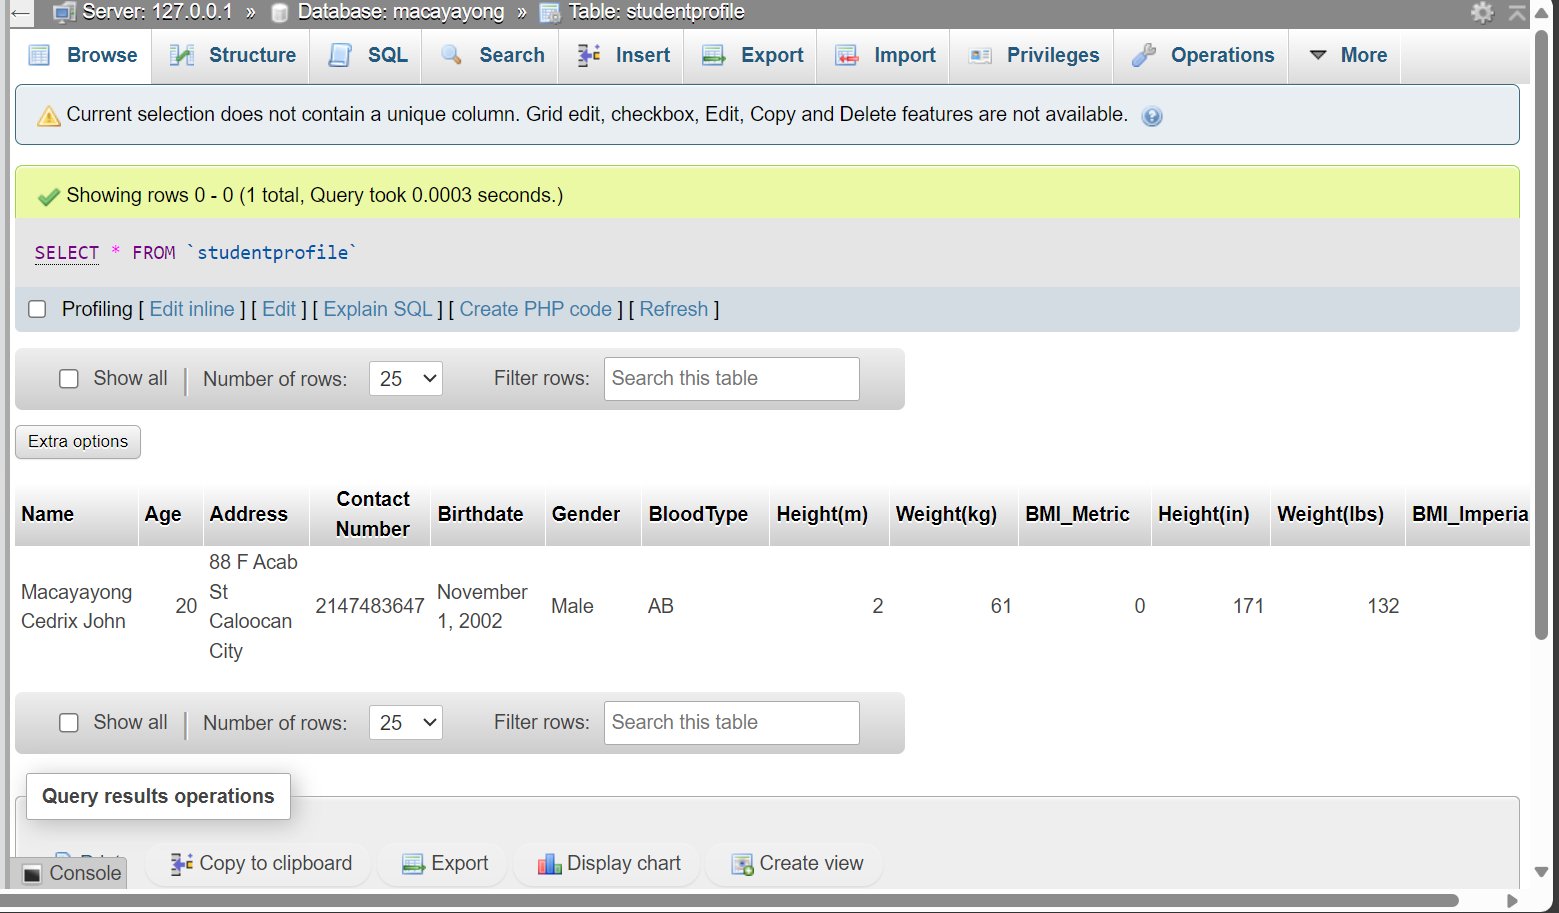 Server: 127.0.0.1 » Database: macayayong » Table: studentprofile
Browse Structure SQL Search Insert Export Import Privileges Operations More
Current selection does not contain a unique column. Grid edit, checkbox, Edit, Copy and Delete features are not available.
Showing rows 0 - 0 (1 total, Query took 0.0003 seconds.)
SELECT * FROM `studentprofile`
Profiling [ Edit inline ] [ Edit ] [ Explain SQL ] [ Create PHP code ] [ Refresh ]
Show all | Number of rows: 25 Filter rows: Search this table
Extra options
Name Age Address Contact Number Birthdate Gender BloodType Height(m) Weight(kg) BMI_Metric Height(in) Weight(lbs) BMI_Imperia
Macayayong Cedrix John 20 88 F Acab St Caloocan City 2147483647 November 1, 2002 Male AB 2 61 0 171 132
Show all | Number of rows: 25 Filter rows: Search this table
Query results operations
Copy to clipboard Export Display chart Create view
Console